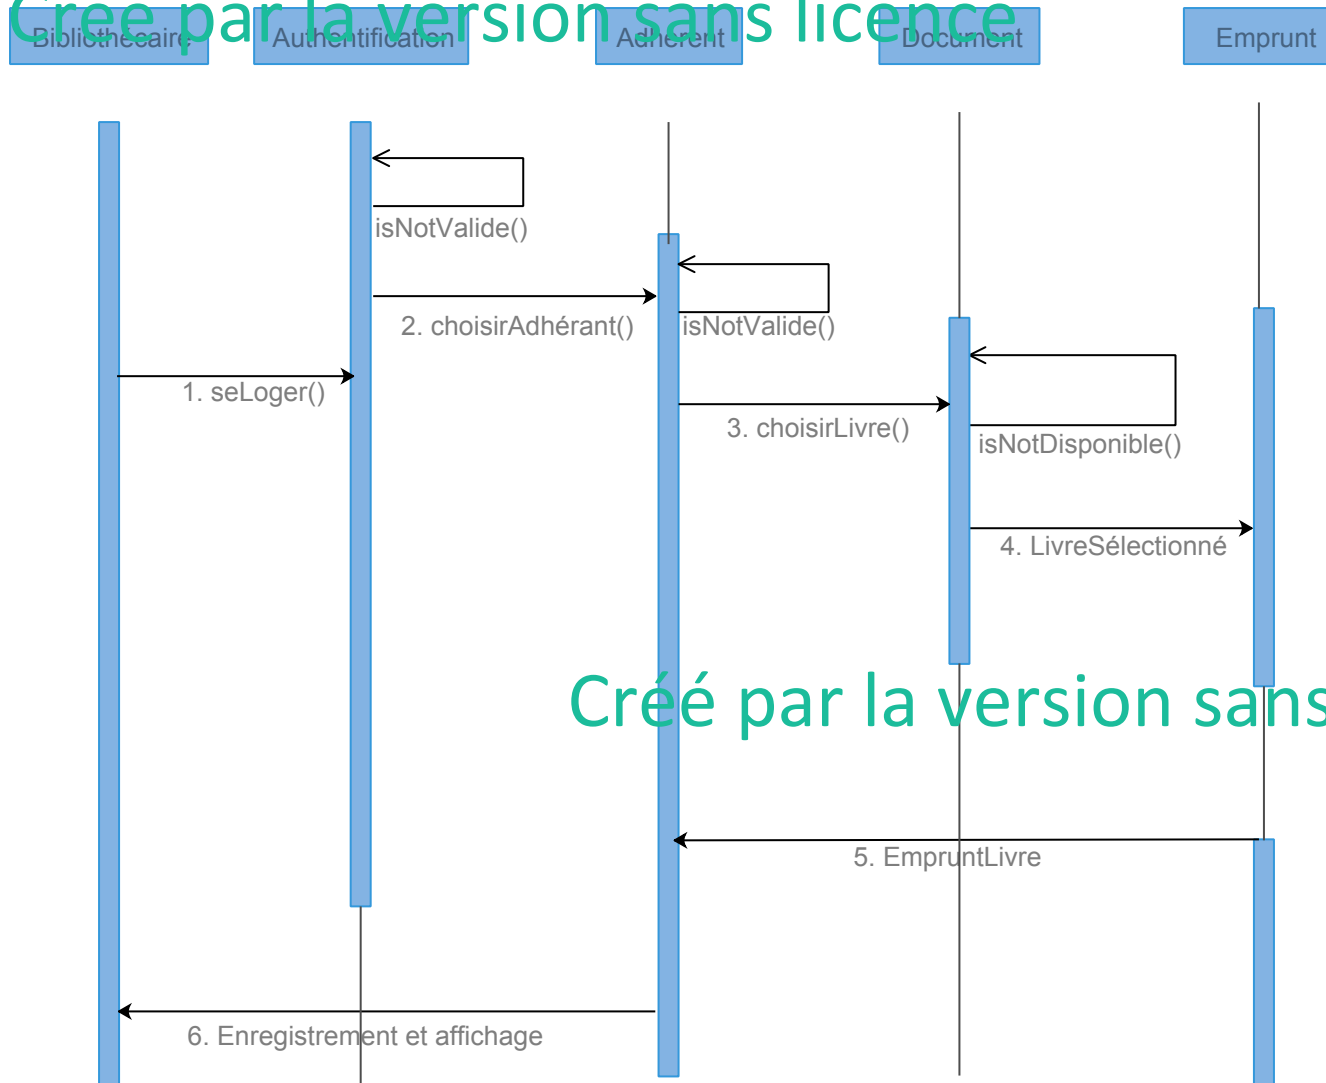 Créé par la version sans licence
Bibliothécaire Authentification Adhérent Document Emprunt
isNotValide()
2. choisirAdhérant() isNotValide()
1. seLoger()
3. choisirLivre()
isNotDisponible()
4. LivreSélectionné
Créé par la version sans
5. EmpruntLivre
6. Enregistrement et affichage